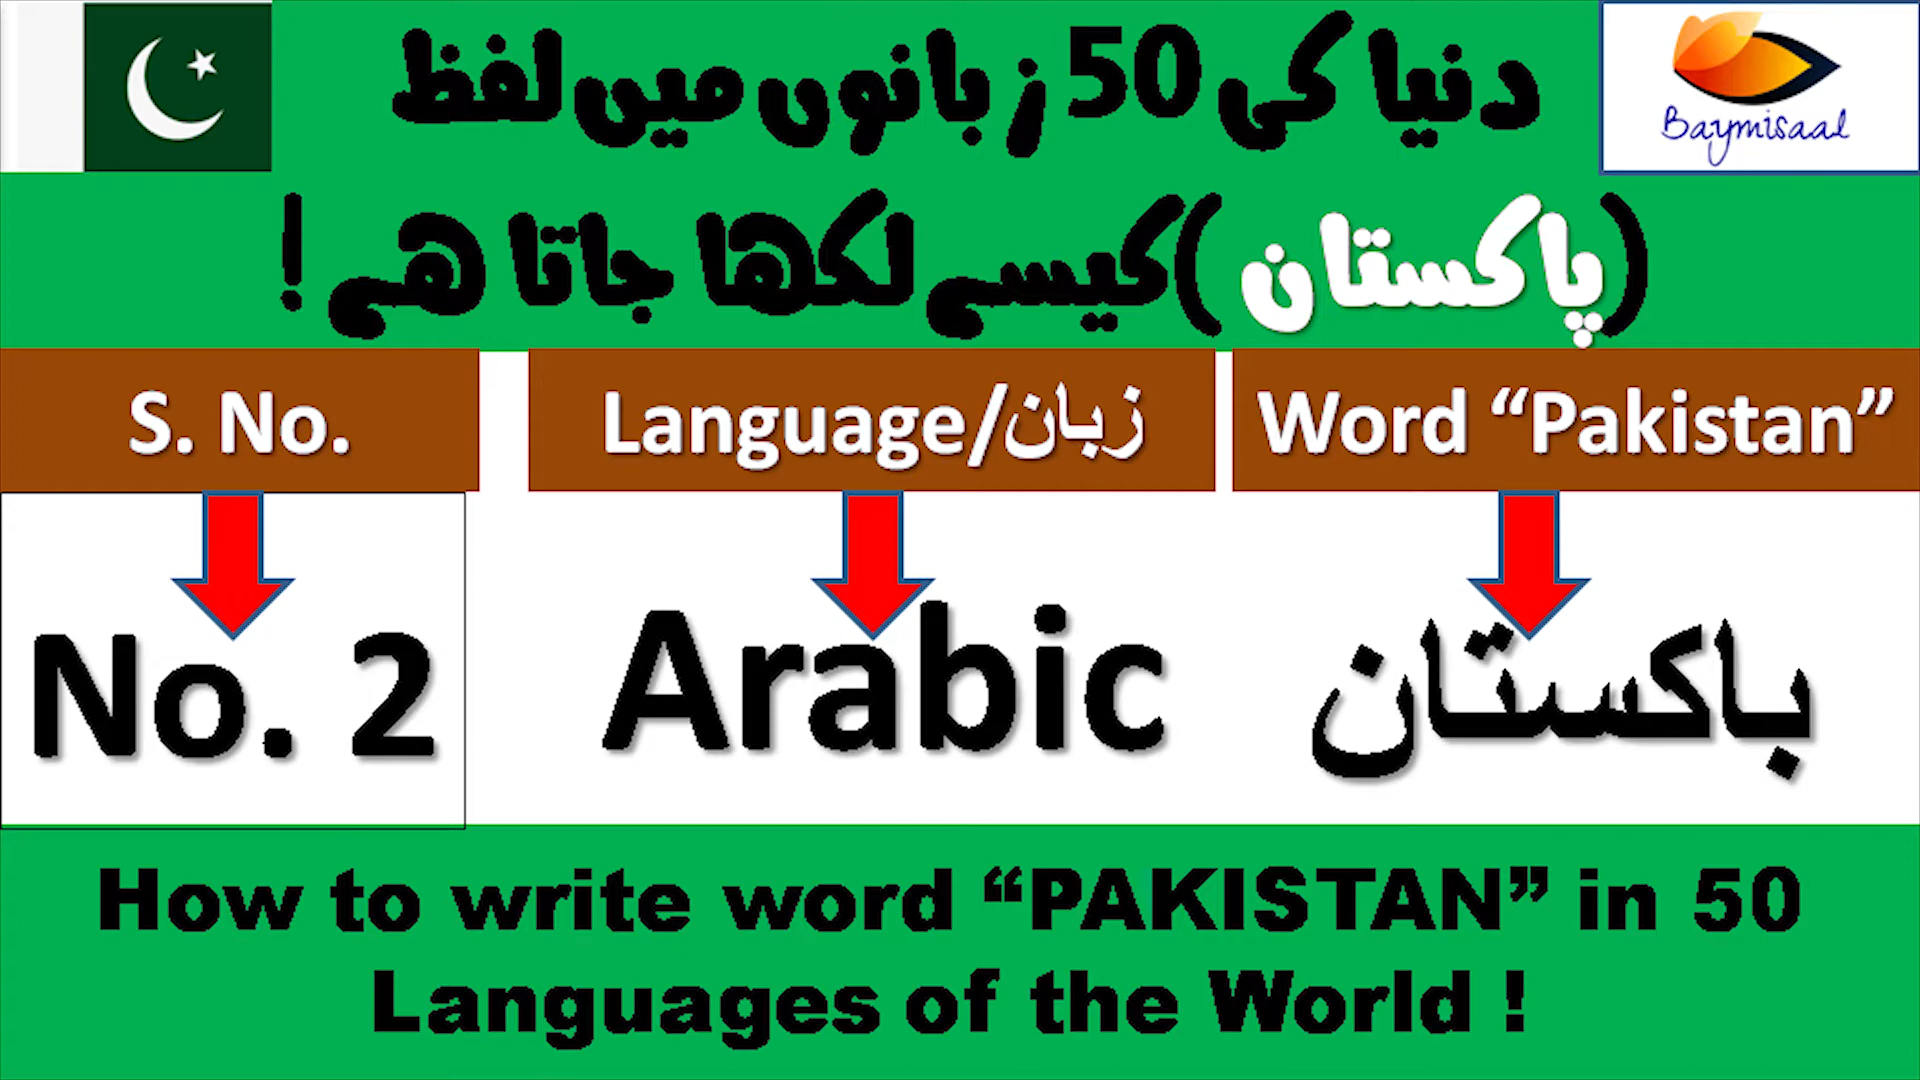 دنیا کی 50 زبانوں میں لفظ
Baymisaal
(پاکستان) کیسے لکھا جاتا ھے !
S. No.
Language/زبان
Word “Pakistan”
No. 2
Arabic
باكستان
How to write word “PAKISTAN” in 50
Languages of the World !